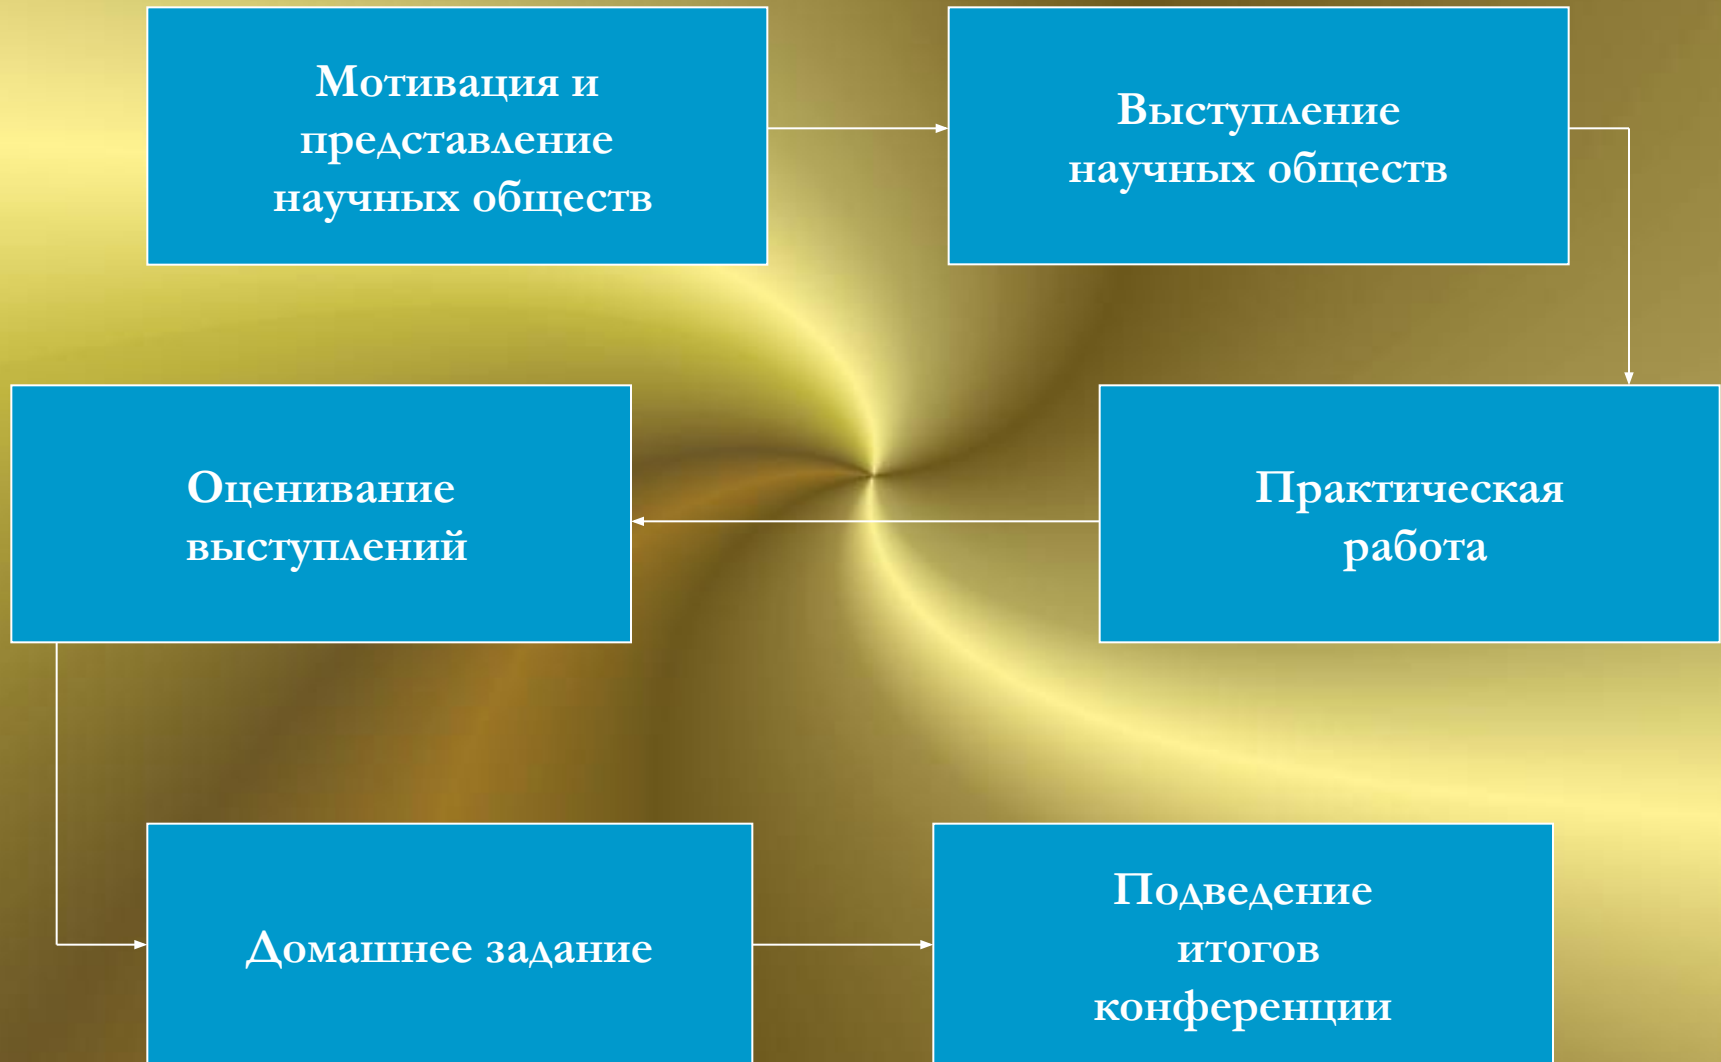 Мотивация и
представление
научных обществ
Выступление
научных обществ
Практическая
работа
Оценивание
выступлений
Домашнее задание
Подведение
итогов
конференции